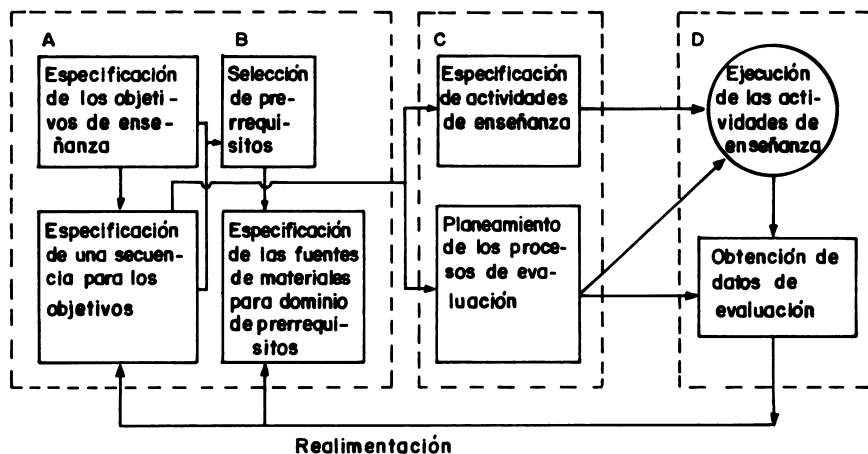 A
Especificación
de los objeti-
vos de ense-
ñanza
Especificación
de una secuen-
cia para los
objetivos
B
Selección
de pre-
rrequisi-
tos
Especificación
de las fuentes
de materiales
para dominio
de prerrequi-
sitos
C
Especificación
de actividades
de enseñanza
Planeamiento
de los proce-
sos de eva-
luación
D
Ejecución
de las acti-
vidades de
enseñanza
Obtención de
datos de
evaluación
Realimentación